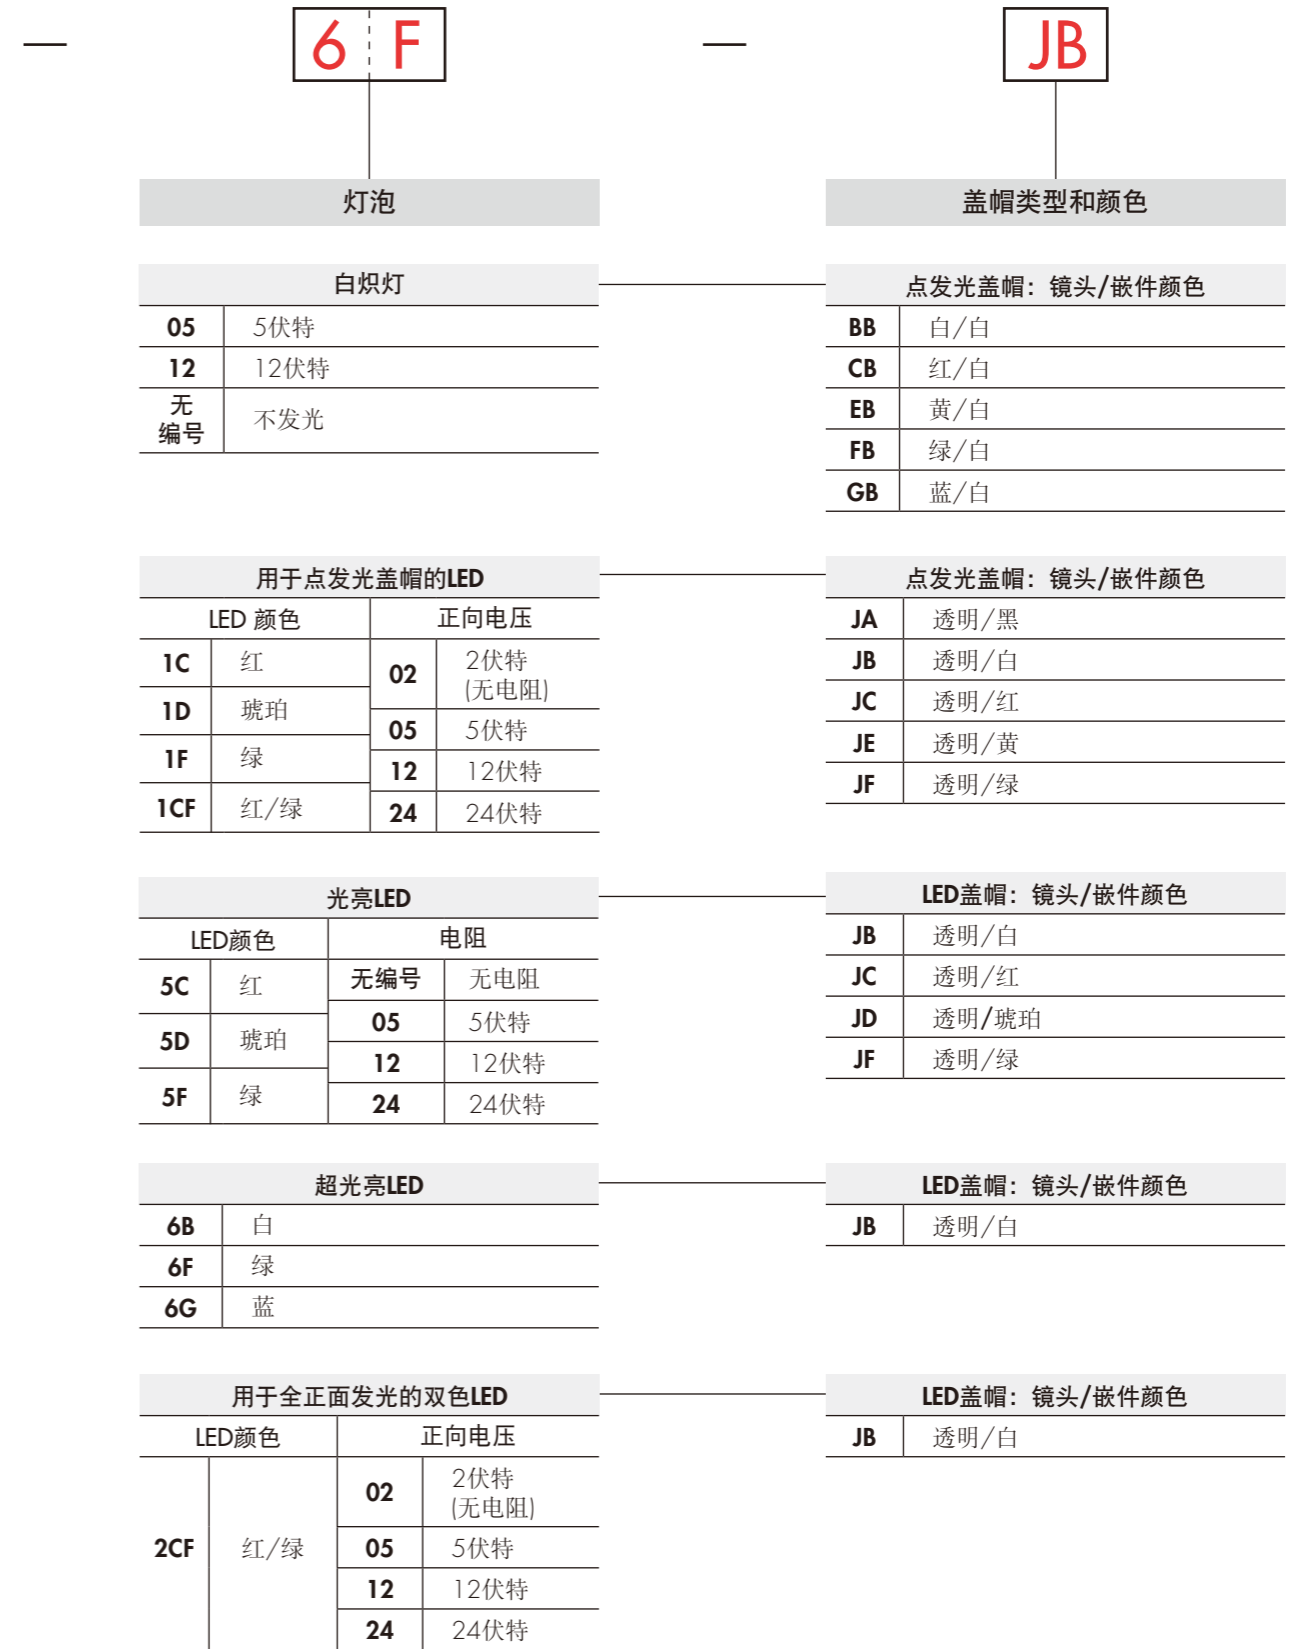 — 6 F — JB
灯泡
盖帽类型和颜色
白炽灯
05 5伏特
12 12伏特
无
编号 不发光
点发光盖帽：镜头/嵌件颜色
BB 白/白
CB 红/白
EB 黄/白
FB 绿/白
GB 蓝/白
用于点发光盖帽的LED
LED 颜色 正向电压
1C 红
1D 琥珀
1F 绿
1CF 红/绿
02 2伏特
(无电阻)
05 5伏特
12 12伏特
24 24伏特
点发光盖帽：镜头/嵌件颜色
JA 透明/黑
JB 透明/白
JC 透明/红
JE 透明/黄
JF 透明/绿
光亮LED
LED颜色 电阻
5C 红
5D 琥珀
5F 绿
无编号 无电阻
05 5伏特
12 12伏特
24 24伏特
LED盖帽：镜头/嵌件颜色
JB 透明/白
JC 透明/红
JD 透明/琥珀
JF 透明/绿
超光亮LED
6B 白
6F 绿
6G 蓝
LED盖帽：镜头/嵌件颜色
JB 透明/白
用于全正面发光的双色LED
LED颜色 正向电压
2CF 红/绿
02 2伏特
(无电阻)
05 5伏特
12 12伏特
24 24伏特
LED盖帽：镜头/嵌件颜色
JB 透明/白